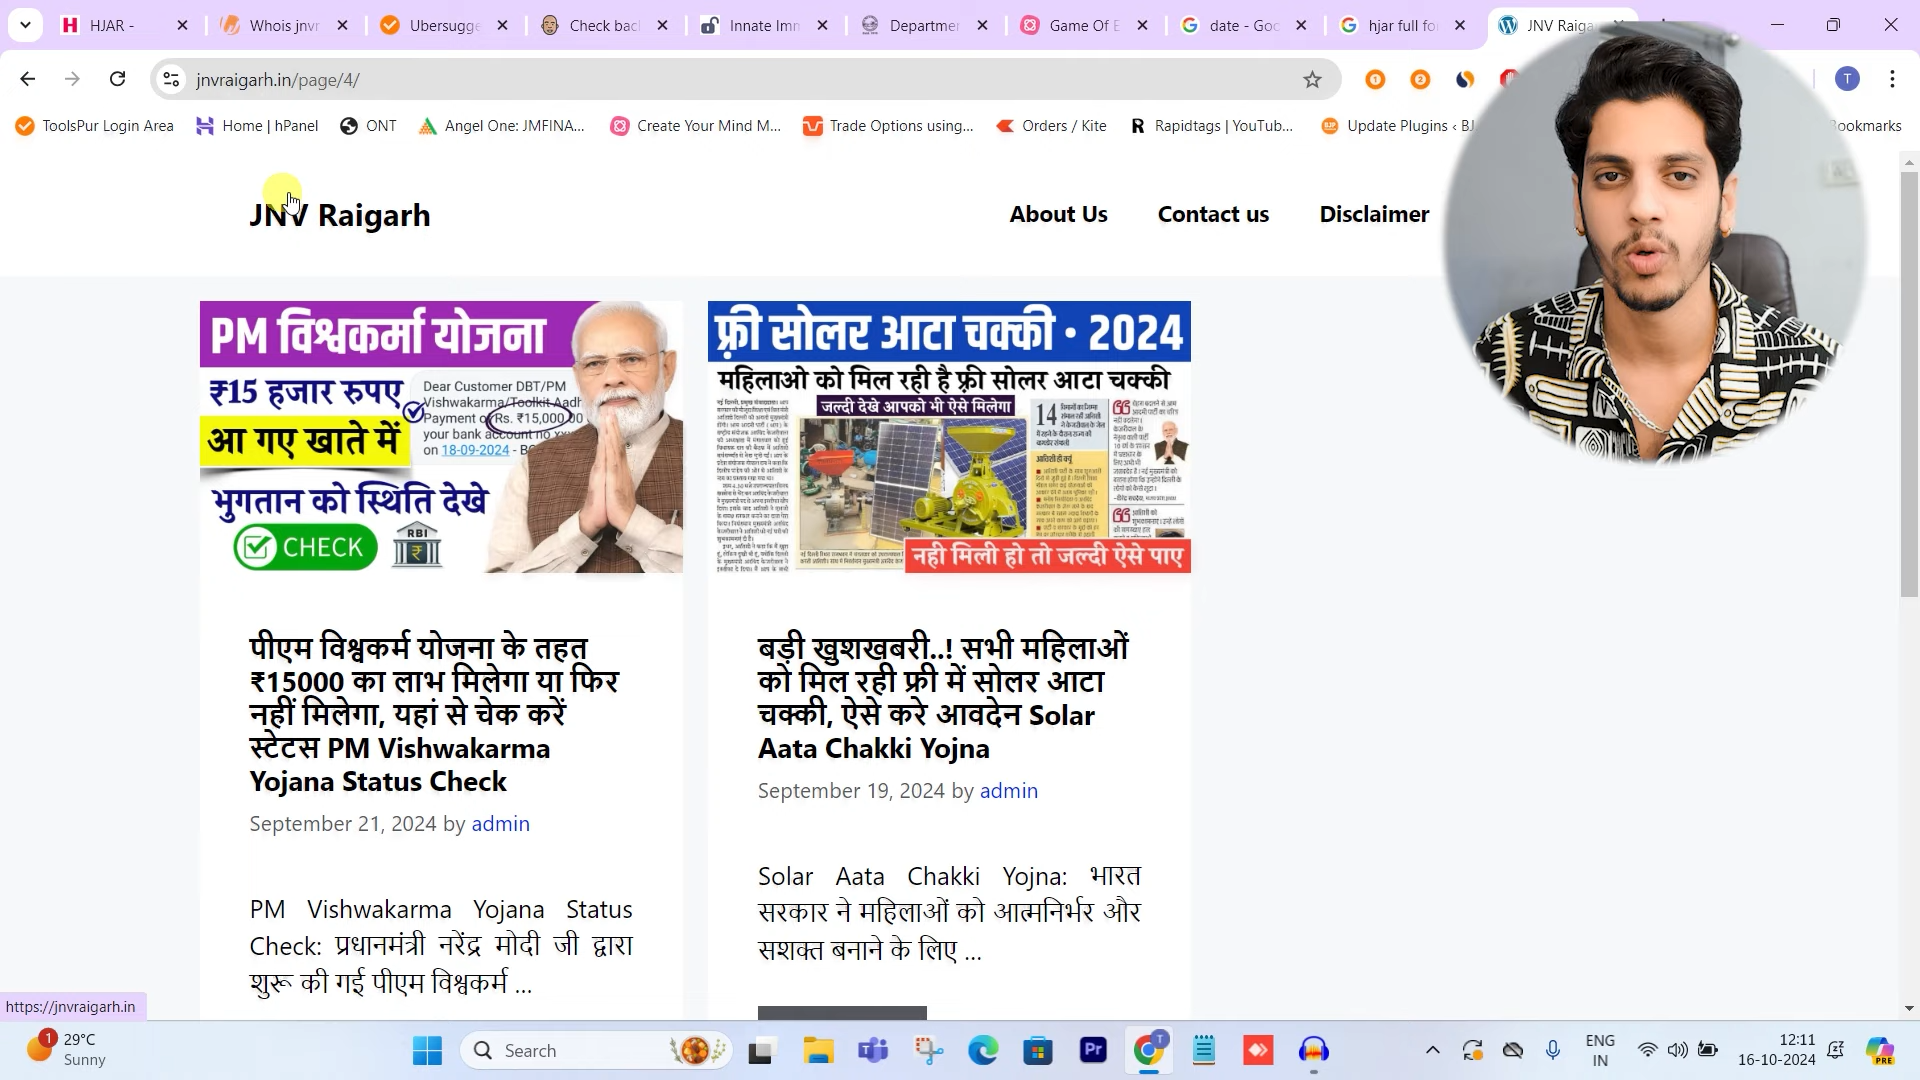 HJAR -
Whois jnvr
Ubersugge
Check bac
Innate Imn
Departmen
Game Of E
date - Goo
hjar full fo
JNV Raiga
jnvraigarh.in/page/4/
T
ToolsPur Login Area
Home | hPanel
ONT
Angel One: JMFINA...
Create Your Mind M...
Trade Options using...
Orders / Kite
Rapidtags | YouTub...
Update Plugins ‹ BJ
Bookmarks
JNV Raigarh
About Us
Contact us
Disclaimer
PM विश्वकर्मा योजना
₹15 हजार रुपए
आ गए खाते में
Dear Customer DBT/PM
Vishwakarma/Toolkit Aadh
Payment of Rs. ₹15,000.00
your bank account no xx
on 18-09-2024 - B
भुगतान को स्थिति देखे
CHECK
RBI
पीएम विश्वकर्म योजना के तहत
₹15000 का लाभ मिलेगा या फिर
नहीं मिलेगा, यहां से चेक करें
स्टेटस PM Vishwakarma
Yojana Status Check
September 21, 2024 by admin
PM Vishwakarma Yojana Status
Check: प्रधानमंत्री नरेंद्र मोदी जी द्वारा
शुरू की गई पीएम विश्वकर्म ...
फ़्री सोलर आटा चक्की • 2024
महिलाओ को मिल रही है फ़्री सोलर आटा चक्की
जल्दी देखे आपको भी ऐसे मिलेगा
14
नही मिली हो तो जल्दी ऐसे पाए
बड़ी खुशखबरी..! सभी महिलाओं
को मिल रही फ्री में सोलर आटा
चक्की, ऐसे करे आवदेन Solar
Aata Chakki Yojna
September 19, 2024 by admin
Solar Aata Chakki Yojna: भारत
सरकार ने महिलाओं को आत्मनिर्भर और
सशक्त बनाने के लिए ...
https://jnvraigarh.in
1
29°C
Sunny
Search
Pr
T
ENG
IN
12:11
16-10-2024
PRE